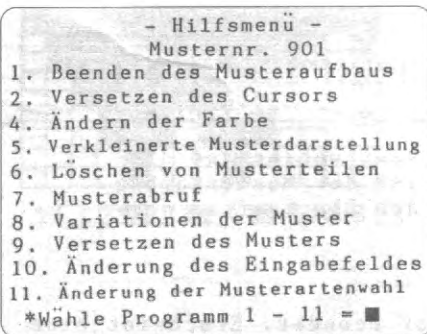 - Hilfsmenü -
Musternr. 901
1. Beenden des Musteraufbaus
2. Versetzen des Cursors
4. Ändern der Farbe
5. Verkleinerte Musterdarstellung
6. Löschen von Musterteilen
7. Musterabruf
8. Variationen der Muster
9. Versetzen des Musters
10. Änderung des Eingabefeldes
11. Änderung der Musterartenwahl
*Wähle Programm 1 - 11 = ■